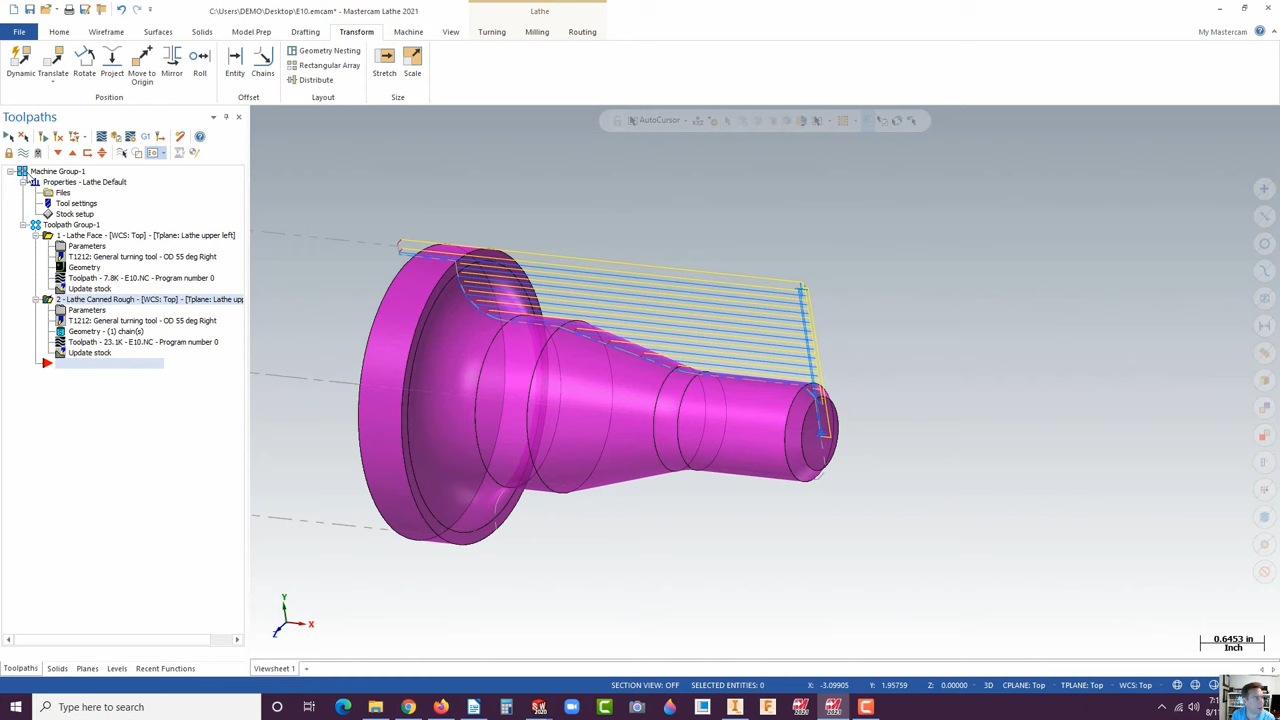 C:\Users\DEMO\Desktop\E10.emcam* - Mastercam Lathe 2021
Lathe
File Home Wireframe Surfaces Solids Model Prep Drafting Transform Machine View Turning Milling Routing My Mastercam
Dynamic Translate Rotate Project Move to Origin Mirror Roll Entity Chains Geometry Nesting Rectangular Array Distribute Stretch Scale
Position Offset Layout Size
Toolpaths
AutoCursor
G1
Machine Group-1
Properties - Lathe Default
Files
Tool settings
Stock setup
Toolpath Group-1
1 - Lathe Face - [WCS: Top] - [Tplane: Lathe upper left]
Parameters
T1212: General turning tool - OD 55 deg Right
Geometry
Toolpath - 7.8K - E10.NC - Program number 0
Update stock
2 - Lathe Canned Rough - [WCS: Top] - [Tplane: Lathe upp
Parameters
T1212: General turning tool - OD 55 deg Right
Geometry - (1) chain(s)
Toolpath - 23.1K - E10.NC - Program number 0
Update stock
Y
X
Z
0.6453 in
Inch
Toolpaths Solids Planes Levels Recent Functions Viewsheet 1 +
SECTION VIEW: OFF SELECTED ENTITIES: 0 X: -3.09905 Y: 1.95759 Z: 0.00000 3D CPLANE: Top TPLANE: Top WCS: Top
Type here to search
7:1
8/1